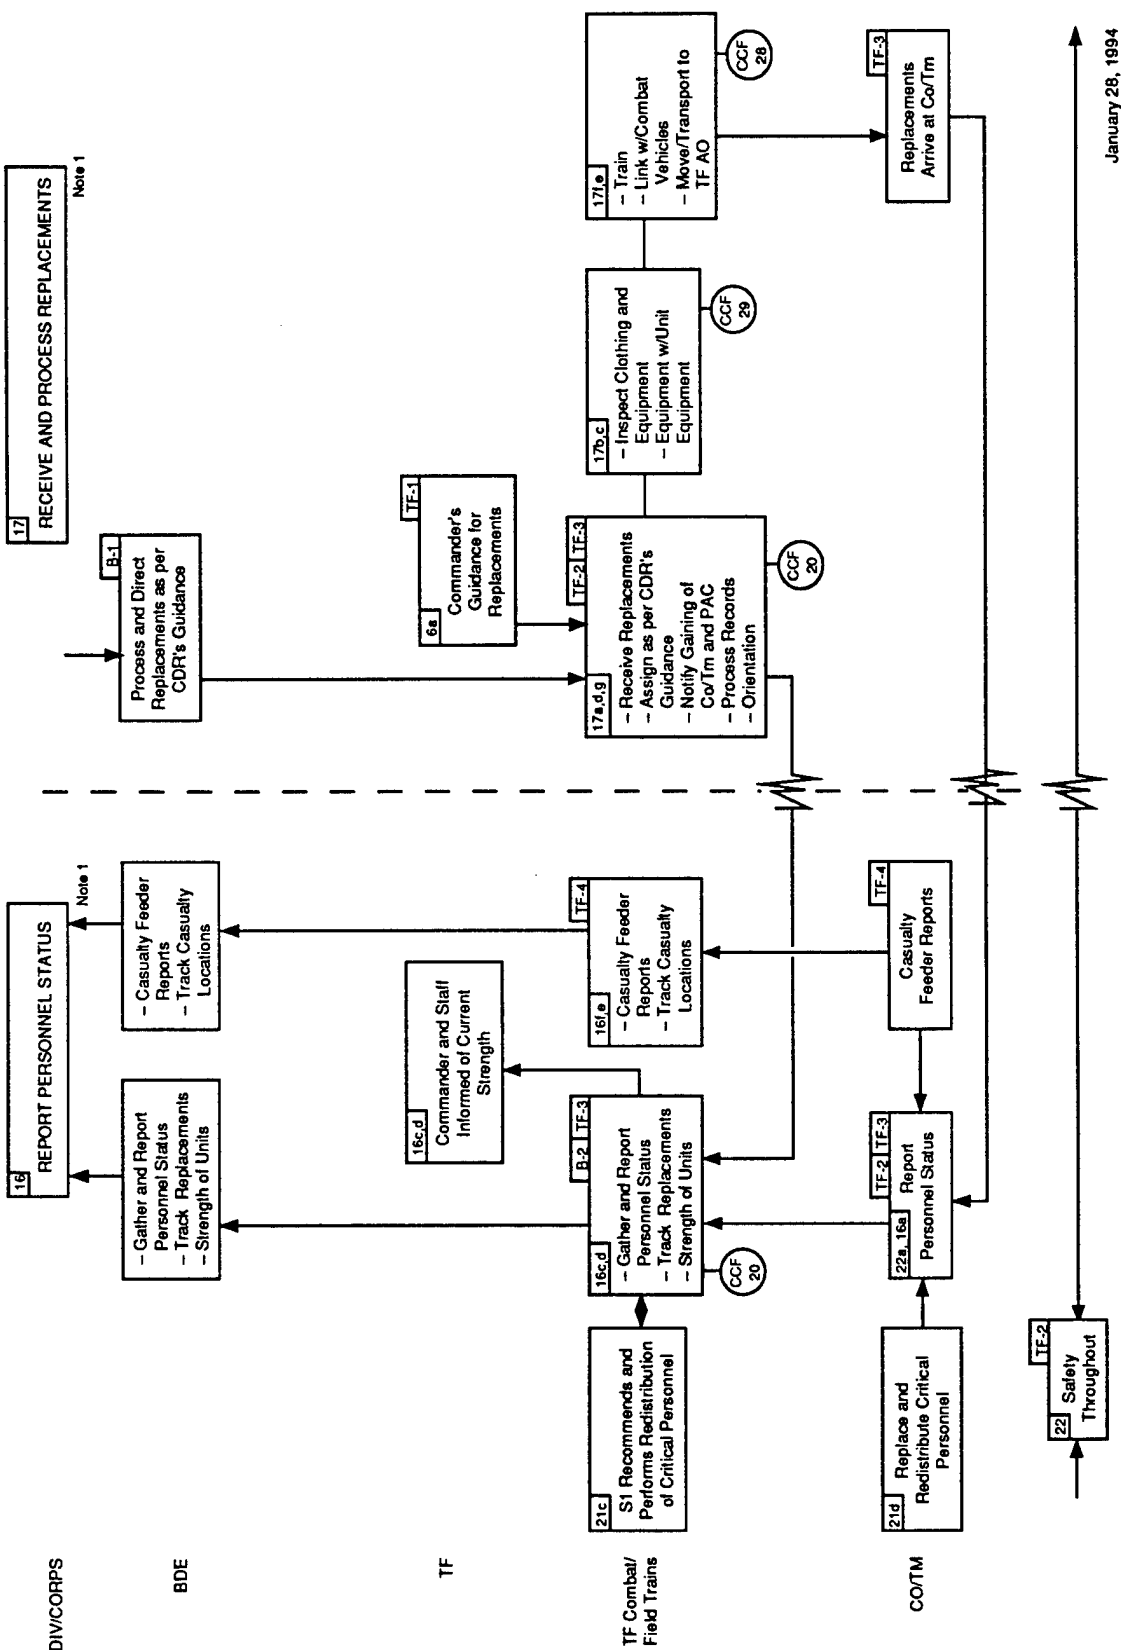 DIV/CORPS
16
REPORT PERSONNEL STATUS
Note 1
17
RECEIVE AND PROCESS REPLACEMENTS
Note 1
BDE
– Gather and Report
Personnel Status
– Track Replacements
– Strength of Units
– Casualty Feeder
Reports
– Track Casualty
Locations
B-1
Process and Direct
Replacements as per
CDR's Guidance
TF
16c,d
Commander and Staff
Informed of Current
Strength
TF-1
6a
Commander's
Guidance for
Replacements
TF Combat/
Field Trains
21c
S1 Recommends and
Performs Redistribution
of Critical Personnel
B-2 TF-3
16c,d
– Gather and Report
Personnel Status
– Track Replacements
– Strength of Units
CCF
20
TF-4
16f,e
– Casualty Feeder
Reports
– Track Casualty
Locations
TF-2 TF-3
17a,d,g
– Receive Replacements
– Assign as per CDR's
Guidance
– Notify Gaining of
Co/Tm and PAC
– Process Records
– Orientation
CCF
20
17b,c
– Inspect Clothing and
Equipment
– Equipment w/Unit
Equipment
CCF
29
17f,e
– Train
– Link w/Combat
Vehicles
– Move/Transport to
TF AO
CCF
28
CO/TM
21d
Replace and
Redistribute Critical
Personnel
TF-2 TF-3
22a, 16a
Report
Personnel Status
TF-4
Casualty
Feeder Reports
TF-3
Replacements
Arrive at Co/Tm
TF-2
22
Safety
Throughout
January 28, 1994